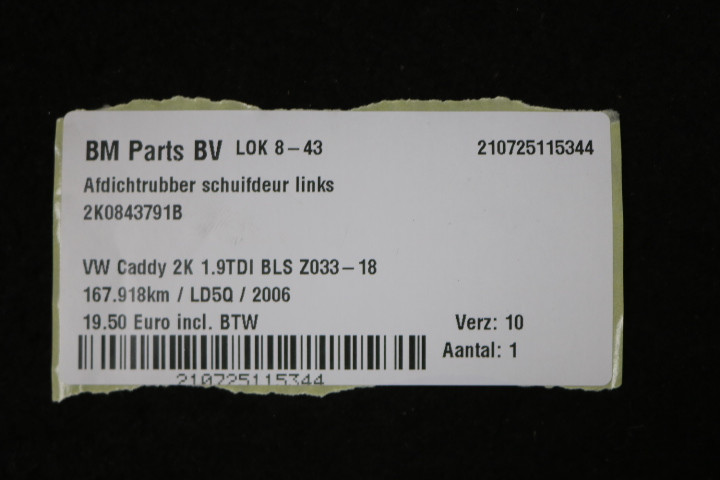 BM Parts BV LOK 8-43 210725115344
Afdichtrubber schuifdeur links
2K0843791B
VW Caddy 2K 1.9TDI BLS Z033-18
167.918km / LD5Q / 2006
19.50 Euro incl. BTW Verz: 10
Aantal: 1
210725115344